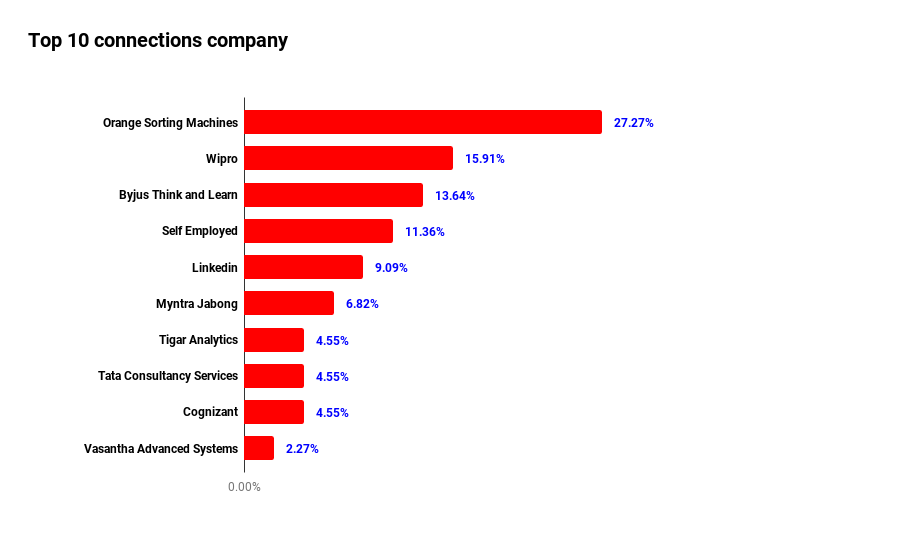 Top 10 connections company
Orange Sorting Machines 27.27%
Wipro 15.91%
Byjus Think and Learn 13.64%
Self Employed 11.36%
Linkedin 9.09%
Myntra Jabong 6.82%
Tigar Analytics 4.55%
Tata Consultancy Services 4.55%
Cognizant 4.55%
Vasantha Advanced Systems 2.27%
0.00%